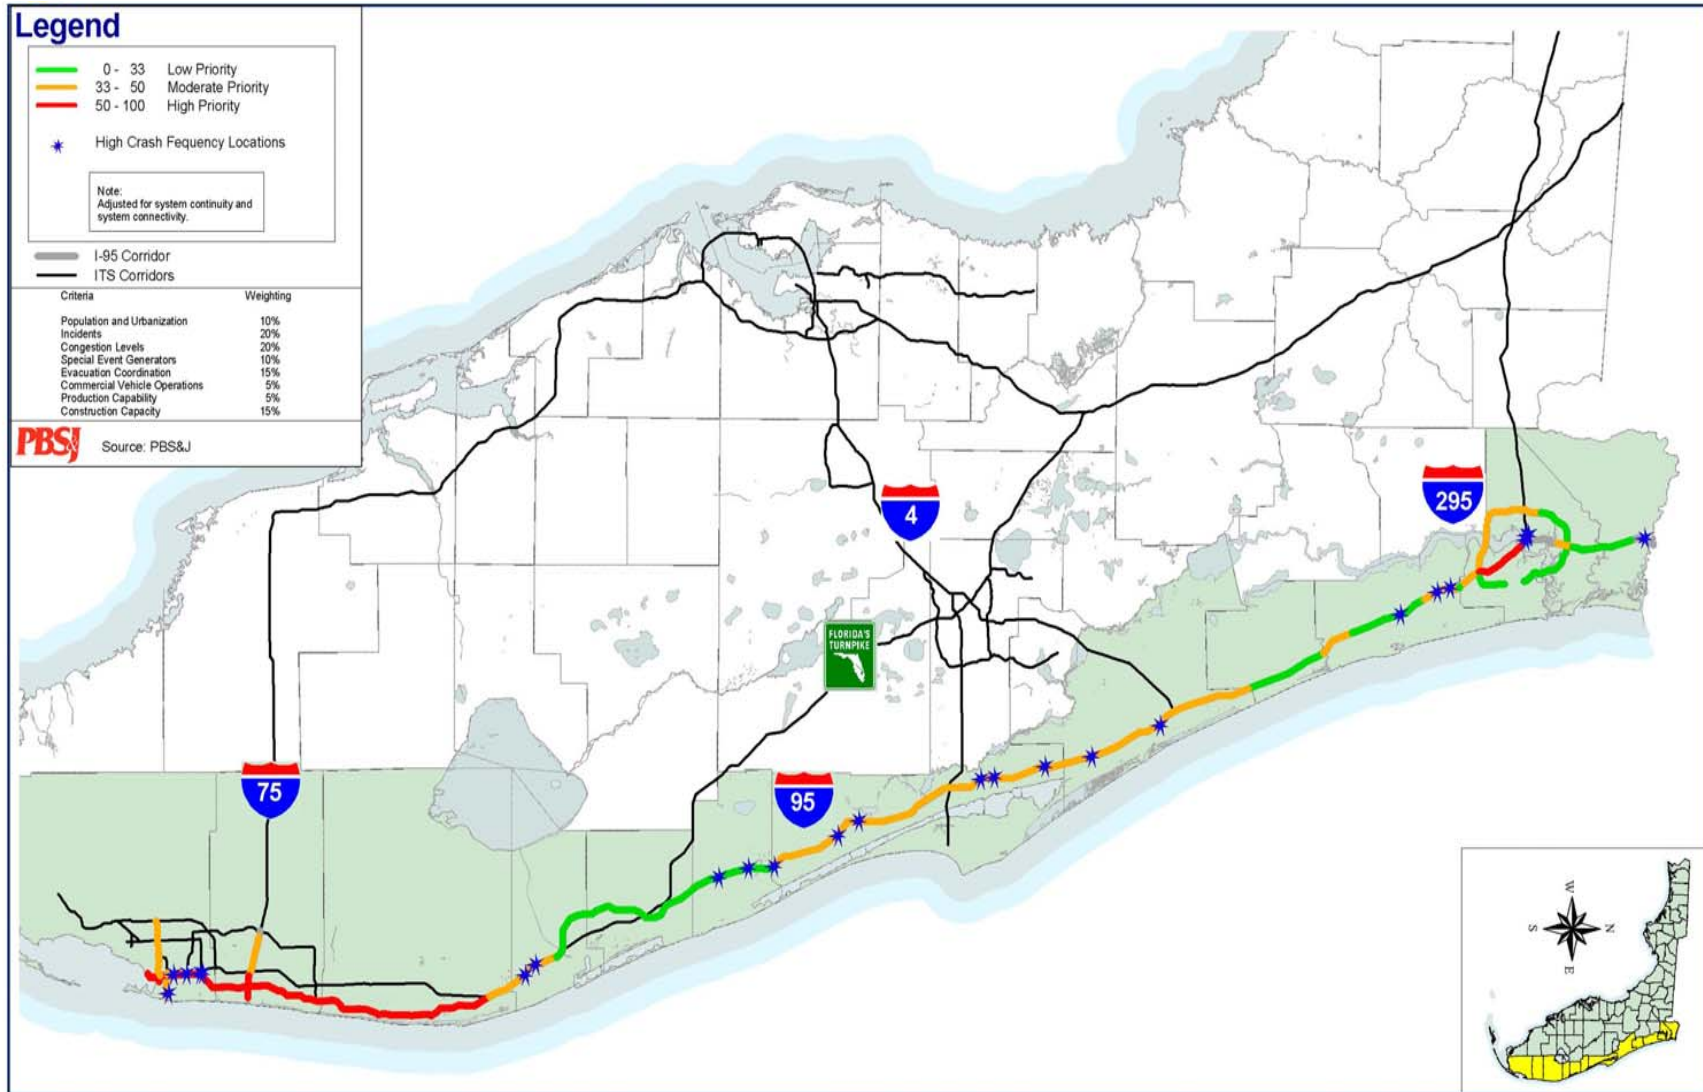 Legend
0 - 33 Low Priority
33 - 50 Moderate Priority
50 - 100 High Priority
High Crash Fequency Locations
Note:
Adjusted for system continuity and
system connectivity.
I-95 Corridor
ITS Corridors
Criteria Weighting
Population and Urbanization 10%
Incidents 20%
Congestion Levels 20%
Special Event Generators 10%
Evacuation Coordination 15%
Commercial Vehicle Operations 5%
Production Capability 5%
Construction Capacity 15%
PBSJ Source: PBS&J
295
4
FLORIDA'S
TURNPIKE
75
95
W
S N
E